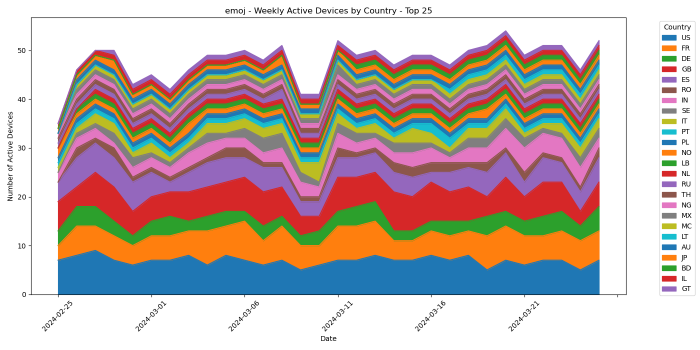 emoj - Weekly Active Devices by Country - Top 25
Number of Active Devices
50
40
30
20
10
0
2024-02-25
2024-03-01
2024-03-06
2024-03-11
2024-03-16
2024-03-21
Date
Country
US
FR
DE
GB
ES
RO
IN
SE
IT
PT
PL
NO
LB
NL
RU
TH
NG
MX
MC
LT
AU
JP
BD
IL
GT